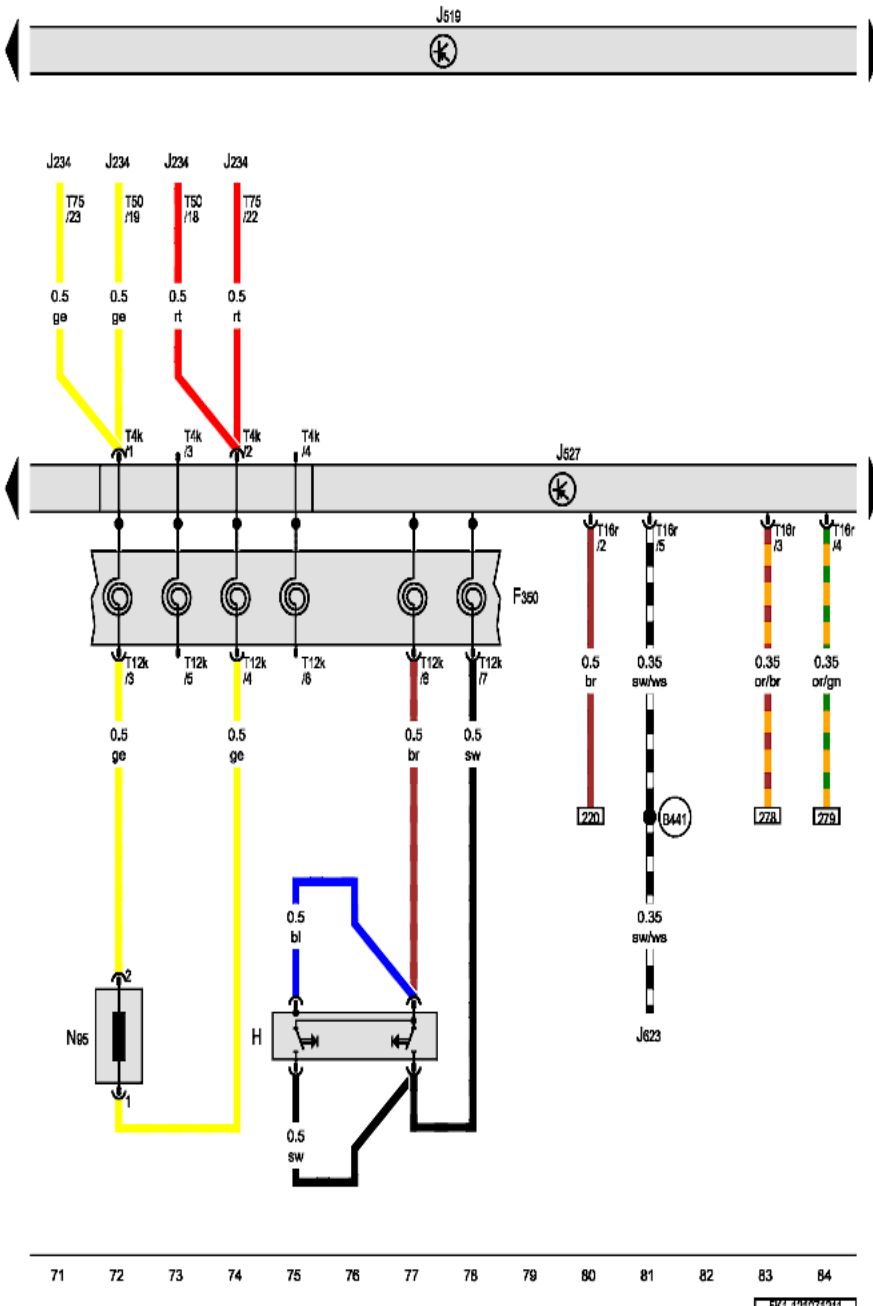 J519
J234 J234 J234 J234
T75 /23 T50 /19 T50 /18 T75 /22
0.5 ge 0.5 ge 0.5 rt 0.5 rt
T4k /1 T4k /3 T4k /2 T4k /4
J527
T16r /2 T16r /5 T16r /3 T16r /4
F350
T12k /3 T12k /5 T12k /4 T12k /6 T12k /8 T12k /7
0.5 br 0.35 sw/ws 0.35 or/br 0.35 or/gn
0.5 ge 0.5 ge 0.5 br 0.5 sw
220 B441 278 279
0.5 bl 0.35 sw/ws
2
N95 H J623
1
0.5 sw
71 72 73 74 75 76 77 78 79 80 81 82 83 84